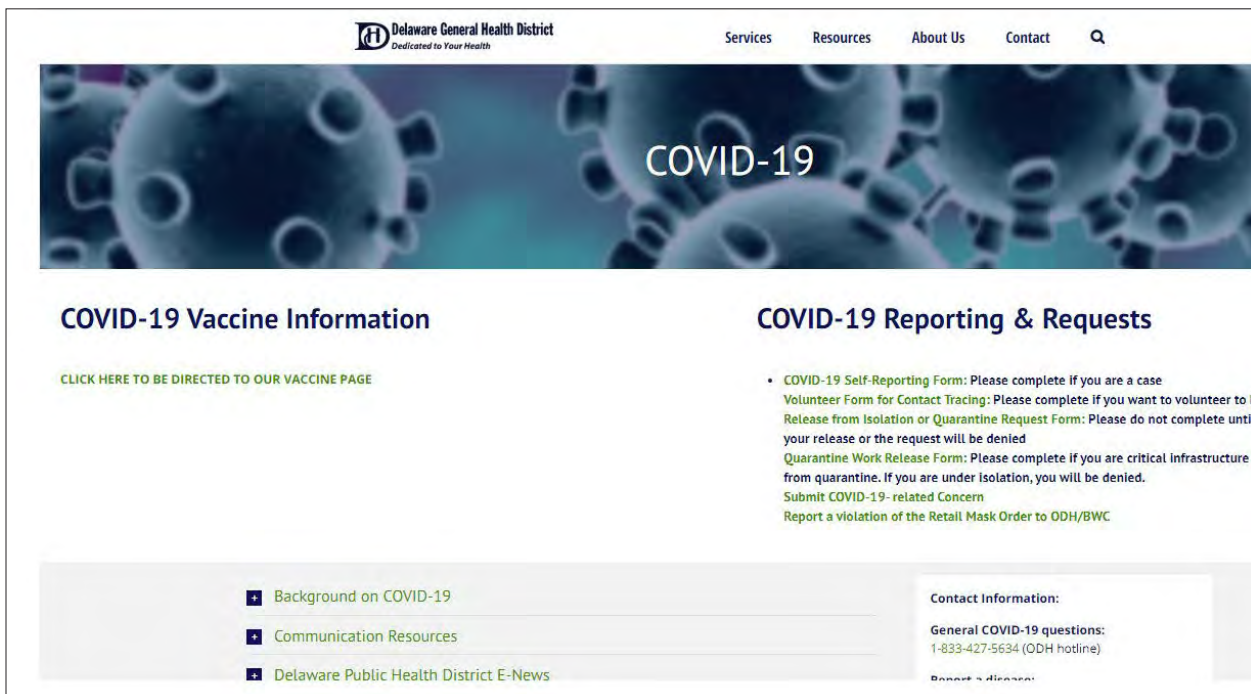 Delaware General Health District
Dedicated to Your Health
Services Resources About Us Contact
COVID-19
COVID-19 Vaccine Information
CLICK HERE TO BE DIRECTED TO OUR VACCINE PAGE
COVID-19 Reporting & Requests
• COVID-19 Self-Reporting Form: Please complete if you are a case
Volunteer Form for Contact Tracing: Please complete if you want to volunteer to
Release from Isolation or Quarantine Request Form: Please do not complete unti
your release or the request will be denied
Quarantine Work Release Form: Please complete if you are critical infrastructure
from quarantine. If you are under isolation, you will be denied.
Submit COVID-19- related Concern
Report a violation of the Retail Mask Order to ODH/BWC
Background on COVID-19
Communication Resources
Delaware Public Health District E-News
Contact Information:
General COVID-19 questions:
1-833-427-5634 (ODH hotline)
Report a disease: